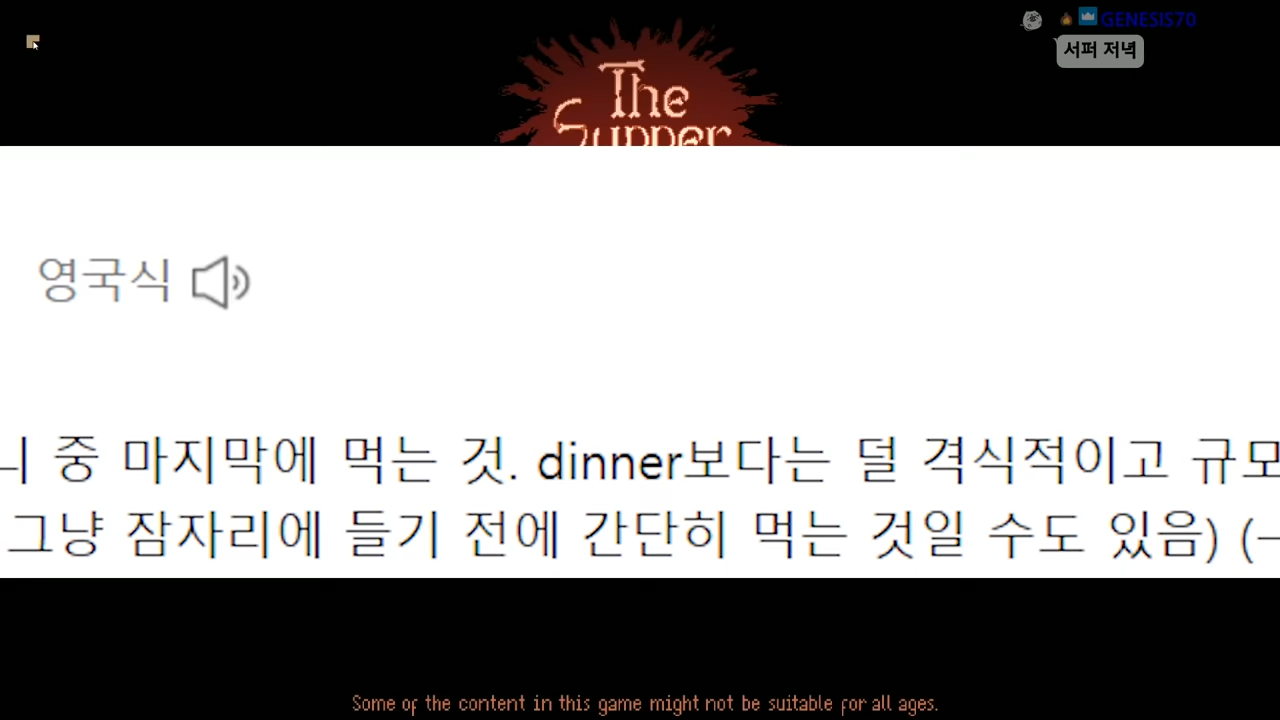 GENESIS70
서퍼 저녁
The
Supper
영국식
니 중 마지막에 먹는 것. dinner보다는 덜 격식적이고 규모
그냥 잠자리에 들기 전에 간단히 먹는 것일 수도 있음) (→
Some of the content in this game might not be suitable for all ages.